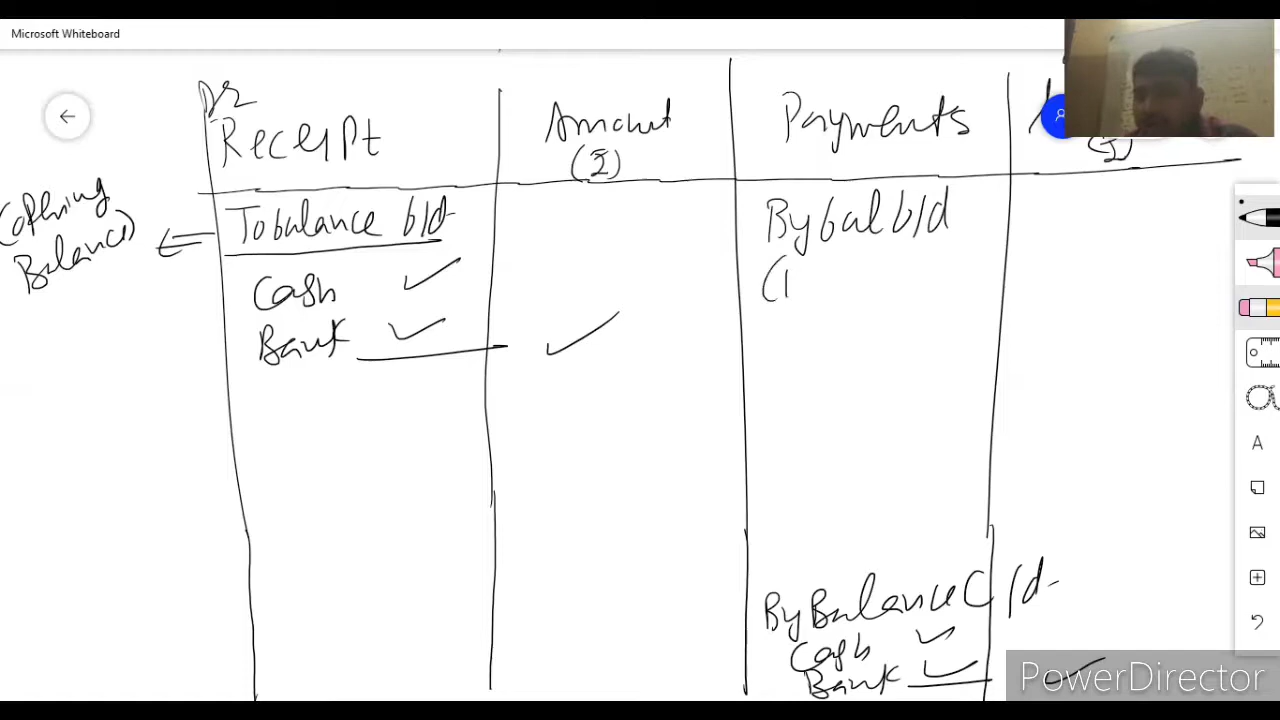 Microsoft Whiteboard
Dr
Receipt Amount Payments
(₹) (₹)
(Opening Balance)
To balance b/d
By bal b/d
Cash
(
Bank
By Balance C/d
Cash
Bank
A
PowerDirector